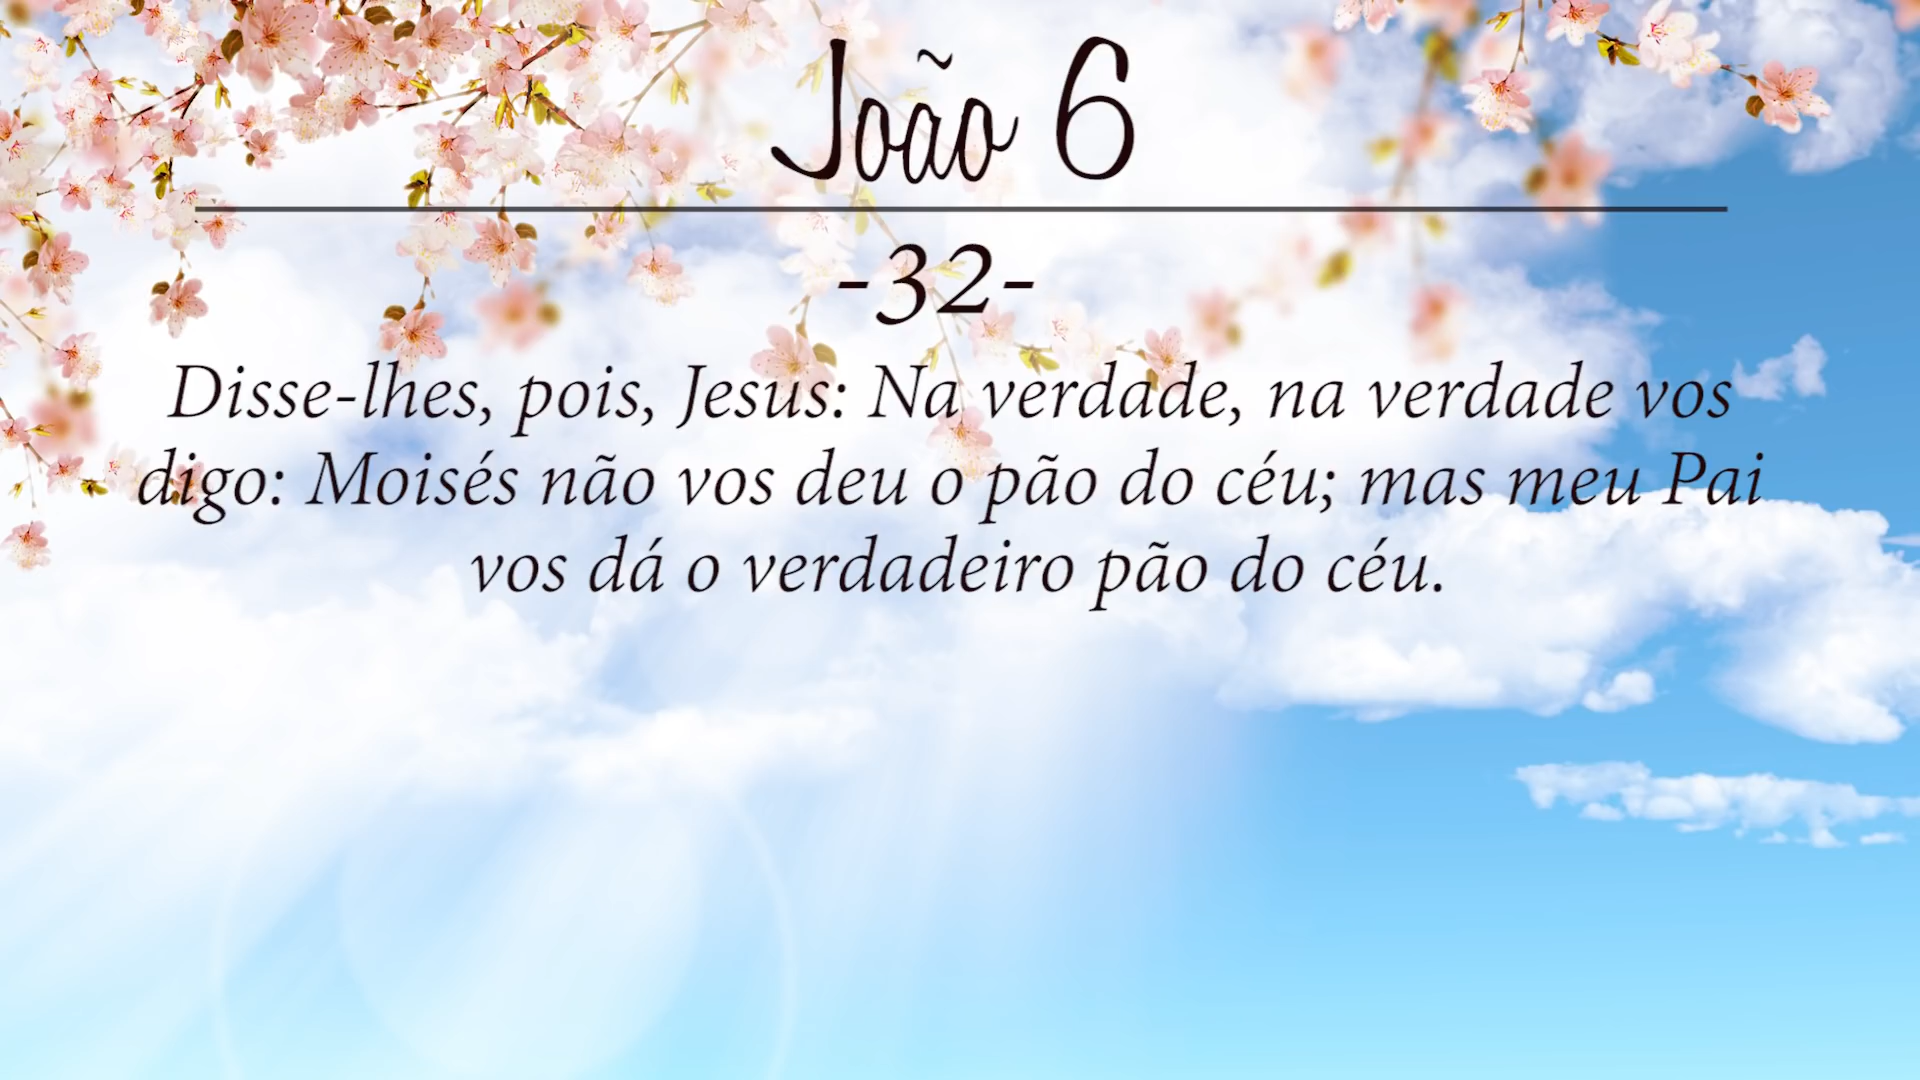 João 6
-32-
Disse-lhes, pois, Jesus: Na verdade, na verdade vos
digo: Moisés não vos deu o pão do céu; mas meu Pai
vos dá o verdadeiro pão do céu.